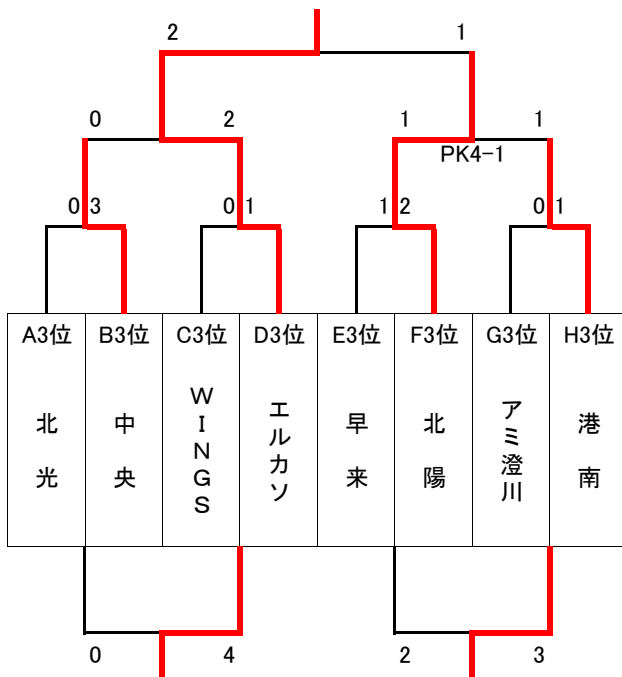 2 1
0 2 1 1
PK4-1
0 3 0 1 1 2 0 1
A3位 B3位 C3位 D3位 E3位 F3位 G3位 H3位
北光
中央
WINGS
エルカソ
早来
北陽
アミ澄川
港南
0 4 2 3